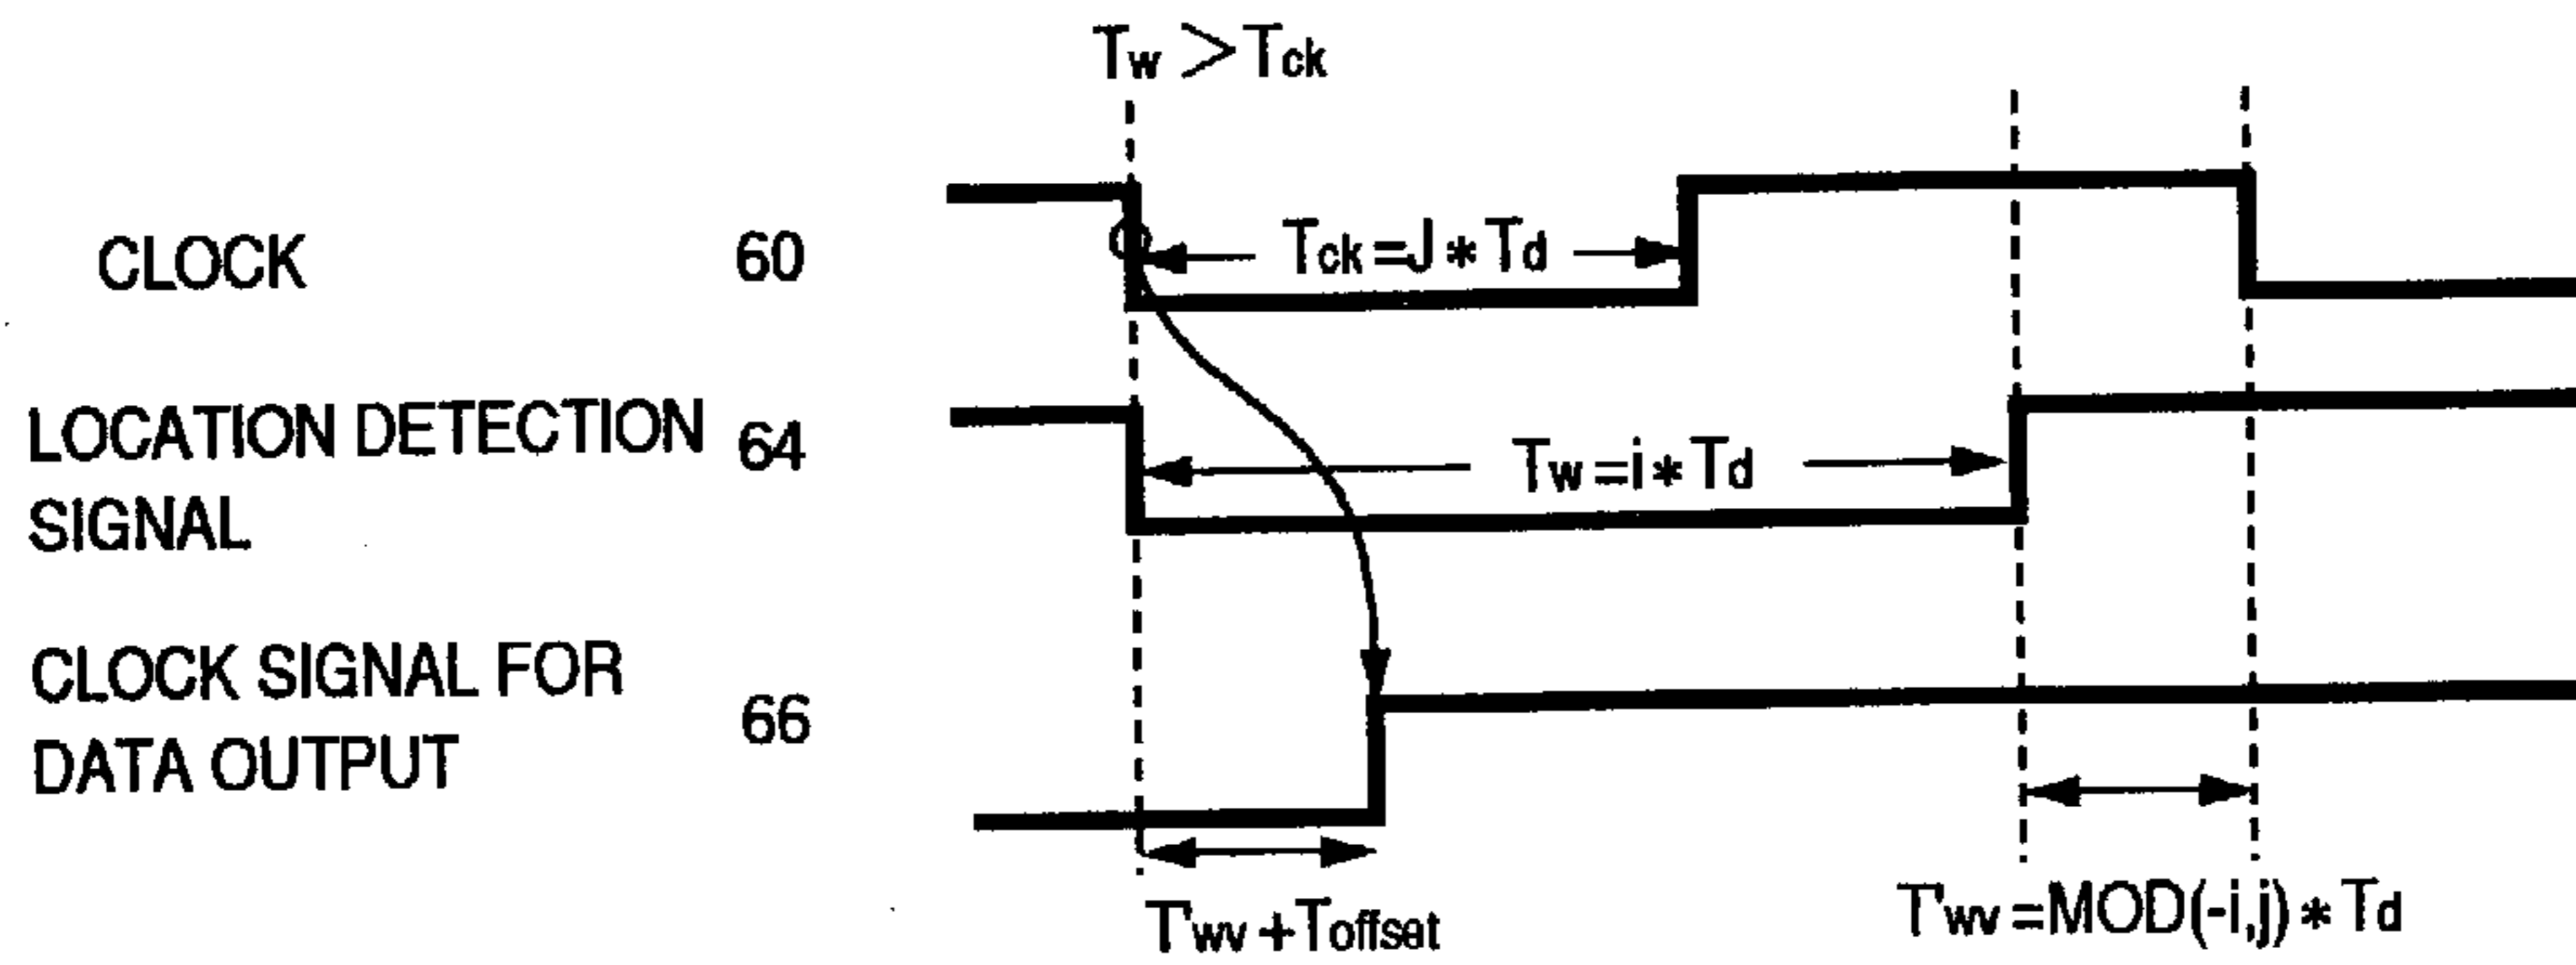 Tw > Tck
CLOCK 60
Tck=J*Td
LOCATION DETECTION
SIGNAL
64
Tw=i*Td
CLOCK SIGNAL FOR
DATA OUTPUT
66
T'wv+Toffset
T'wv=MOD(-i,j)*Td